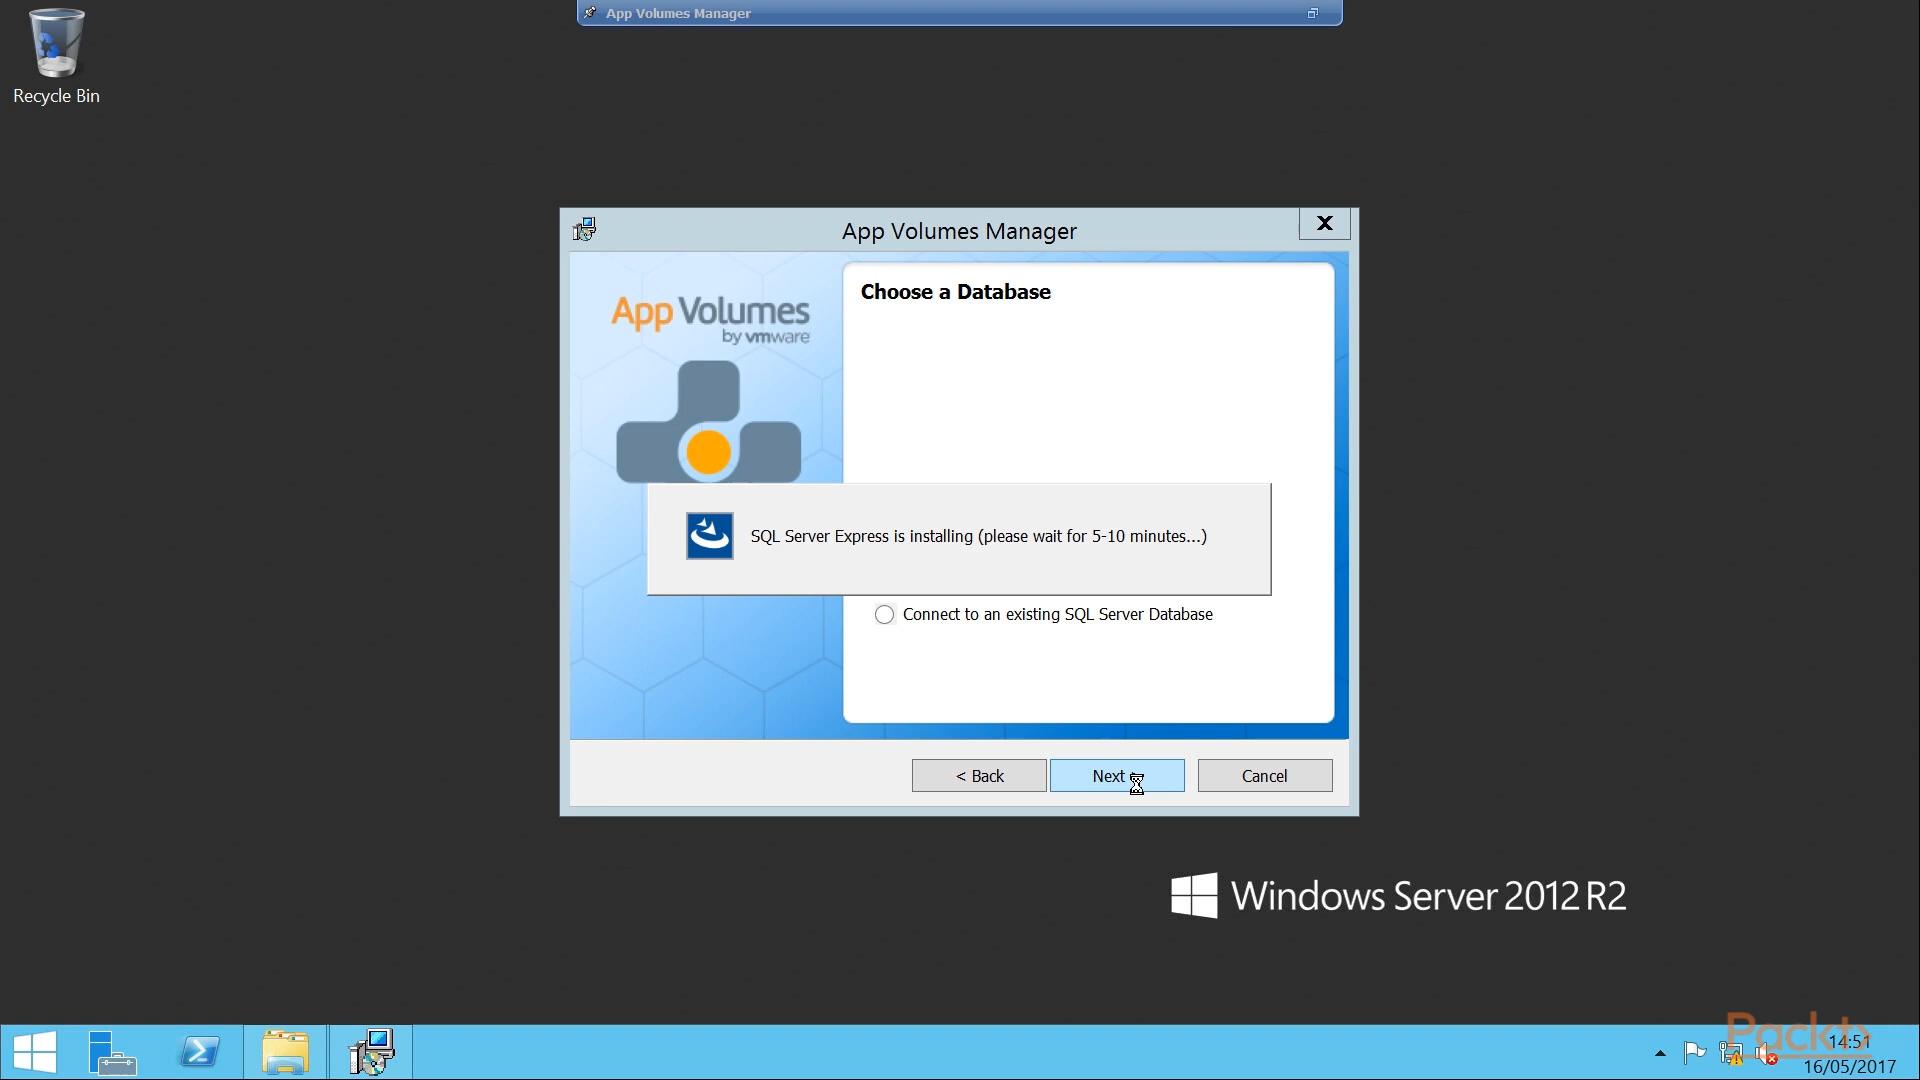 App Volumes Manager
Recycle Bin
App Volumes Manager
X
App Volumes
by vmware
Choose a Database
SQL Server Express is installing (please wait for 5-10 minutes...)
Connect to an existing SQL Server Database
< Back
Next
Cancel
Windows Server 2012 R2
Packt>
14:51
16/05/2017